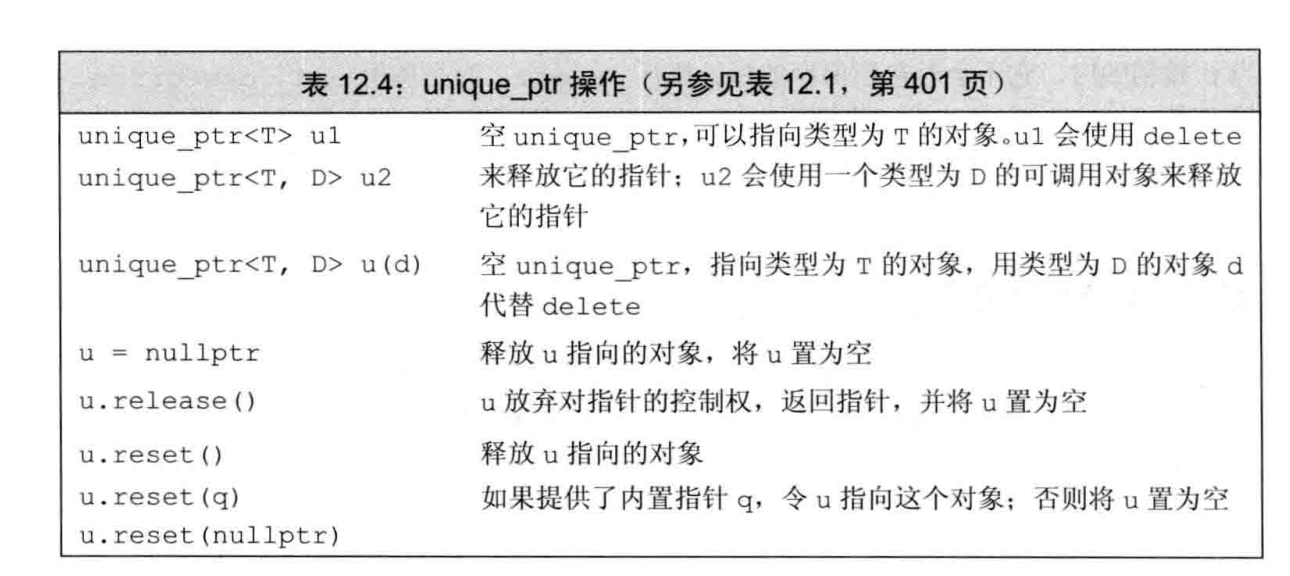 表 12.4：unique_ptr 操作（另参见表 12.1，第 401 页）
unique_ptr<T> u1 空 unique_ptr，可以指向类型为 T 的对象。u1 会使用 delete
unique_ptr<T, D> u2 来释放它的指针；u2 会使用一个类型为 D 的可调用对象来释放
它的指针
unique_ptr<T, D> u(d) 空 unique_ptr，指向类型为 T 的对象，用类型为 D 的对象 d
代替 delete
u = nullptr 释放 u 指向的对象，将 u 置为空
u.release() u 放弃对指针的控制权，返回指针，并将 u 置为空
u.reset() 释放 u 指向的对象
u.reset(q) 如果提供了内置指针 q，令 u 指向这个对象；否则将 u 置为空
u.reset(nullptr)